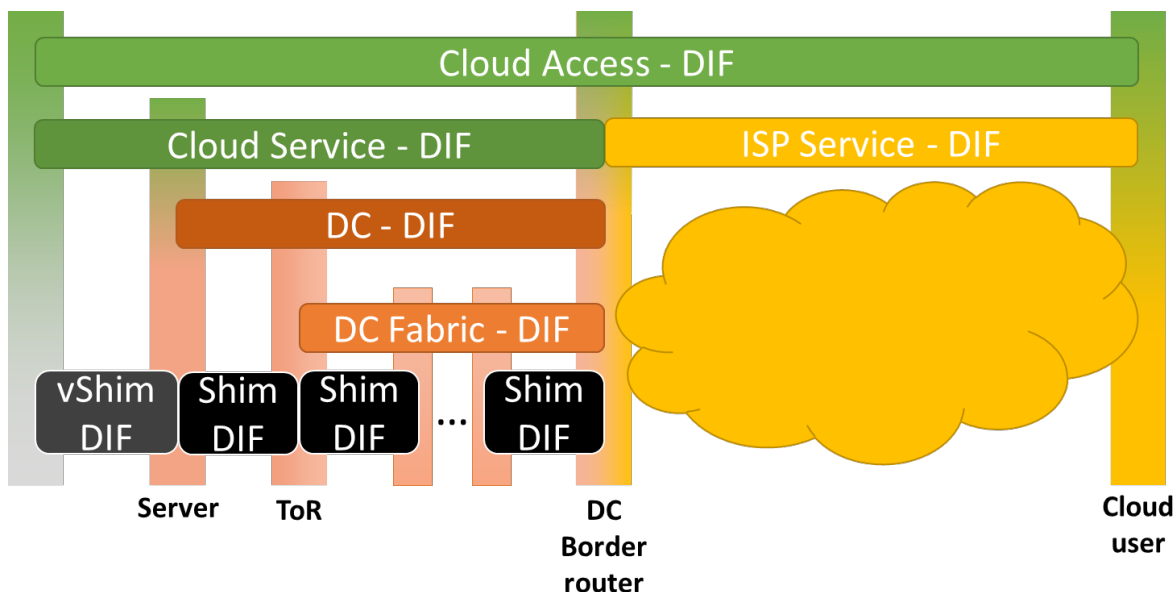 Cloud Access - DIF
Cloud Service - DIF
ISP Service - DIF
DC - DIF
DC Fabric - DIF
vShim
DIF
Shim
DIF
Shim
DIF
...
Shim
DIF
Server
ToR
DC
Border
router
Cloud
user